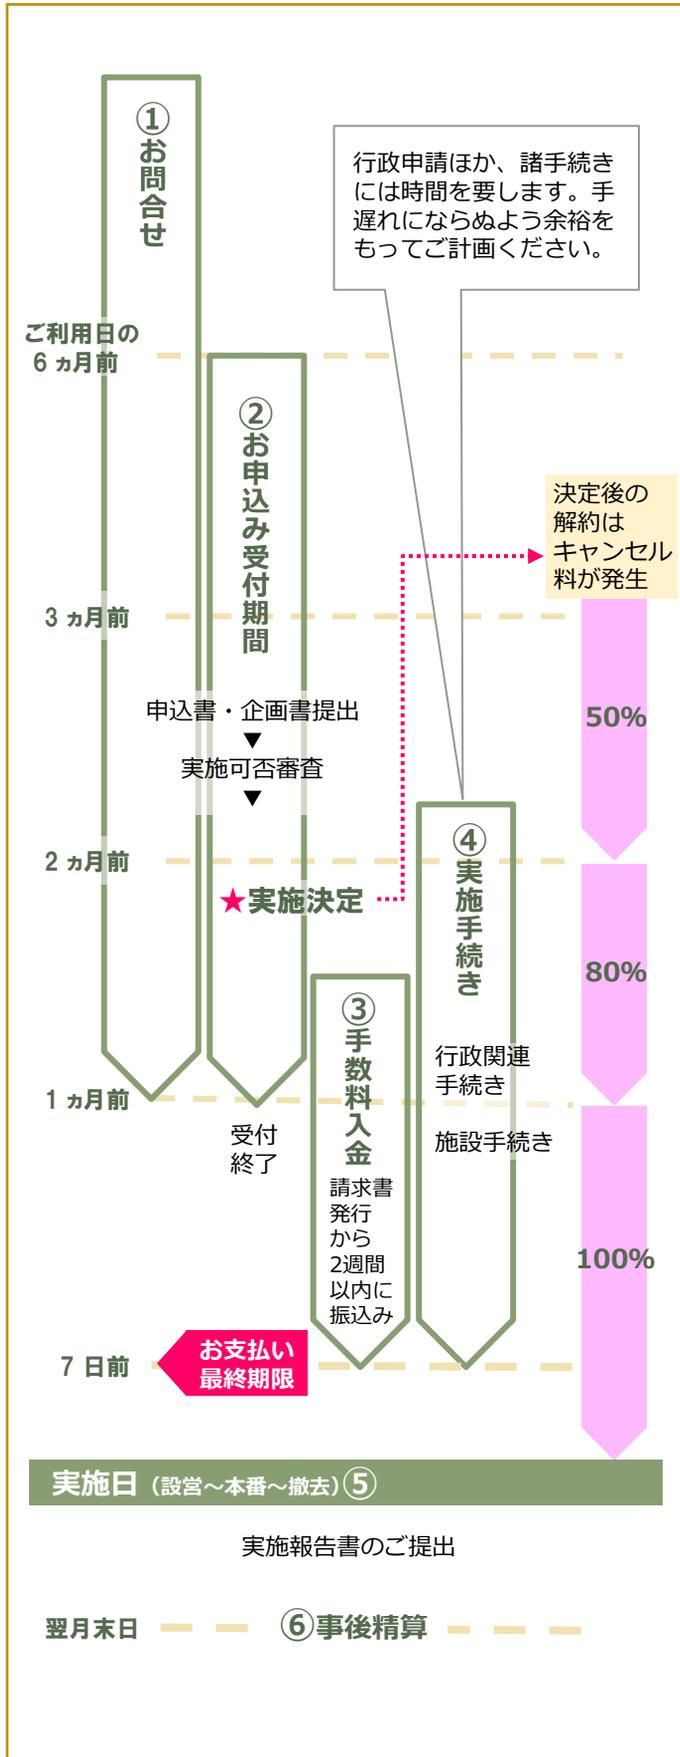 ①お問合せ
行政申請ほか、諸手続き
には時間を要します。手
遅れにならぬよう余裕を
もってご計画ください。
ご利用日の
6 ヵ月前
②お申込み受付期間
決定後の
解約は
キャンセル
料が発生
3 ヵ月前
申込書・企画書提出
▼
実施可否審査
▼
50%
2 ヵ月前
★実施決定
④実施手続き
80%
③手数料入金
行政関連
手続き
1 ヵ月前
施設手続き
受付
終了
請求書
発行
から
2週間
以内に
振込み
100%
7 日前
お支払い
最終期限
実施日（設営～本番～撤去）⑤
実施報告書のご提出
翌月末日
⑥事後精算